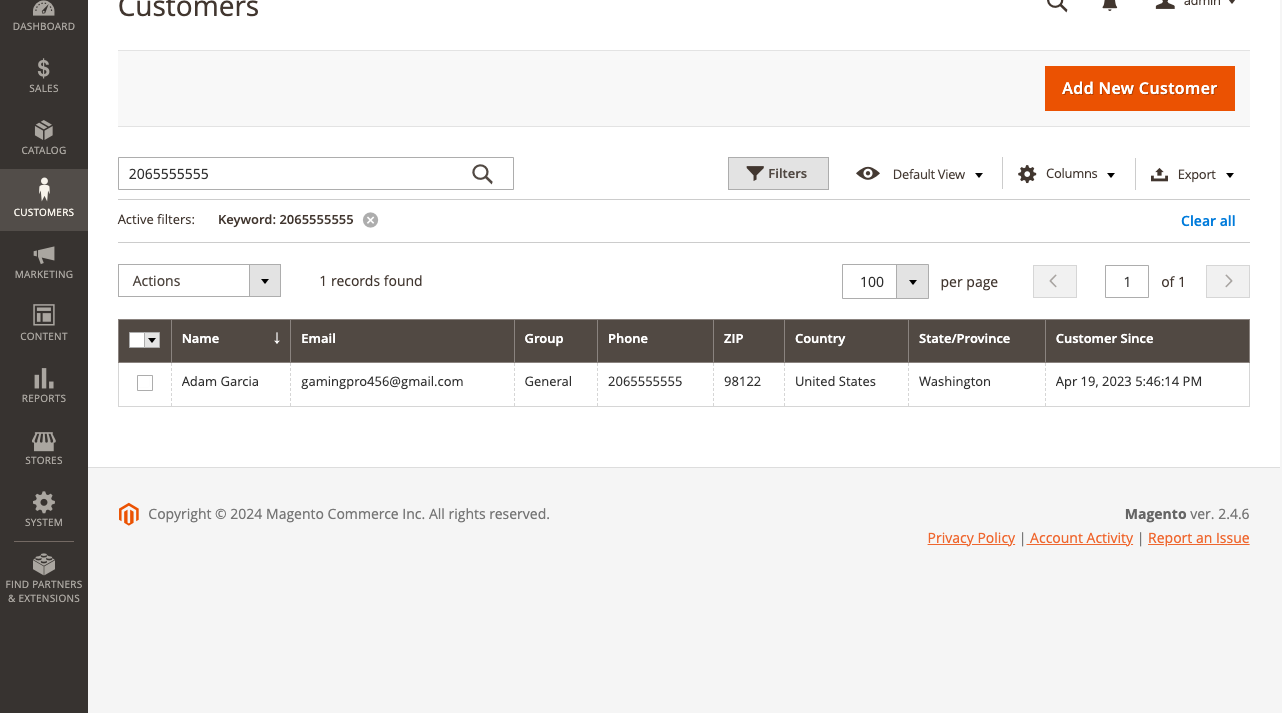 Customers
admin
DASHBOARD
SALES
CATALOG
CUSTOMERS
MARKETING
CONTENT
REPORTS
STORES
SYSTEM
FIND PARTNERS
& EXTENSIONS
Add New Customer
2065555555
Filters
Default View
Columns
Export
Active filters: Keyword: 2065555555
Clear all
Actions
1 records found
100
per page
1
of 1
Name ↓ Email Group Phone ZIP Country State/Province Customer Since
Adam Garcia gamingpro456@gmail.com General 2065555555 98122 United States Washington Apr 19, 2023 5:46:14 PM
Copyright © 2024 Magento Commerce Inc. All rights reserved.
Magento ver. 2.4.6
Privacy Policy | Account Activity | Report an Issue